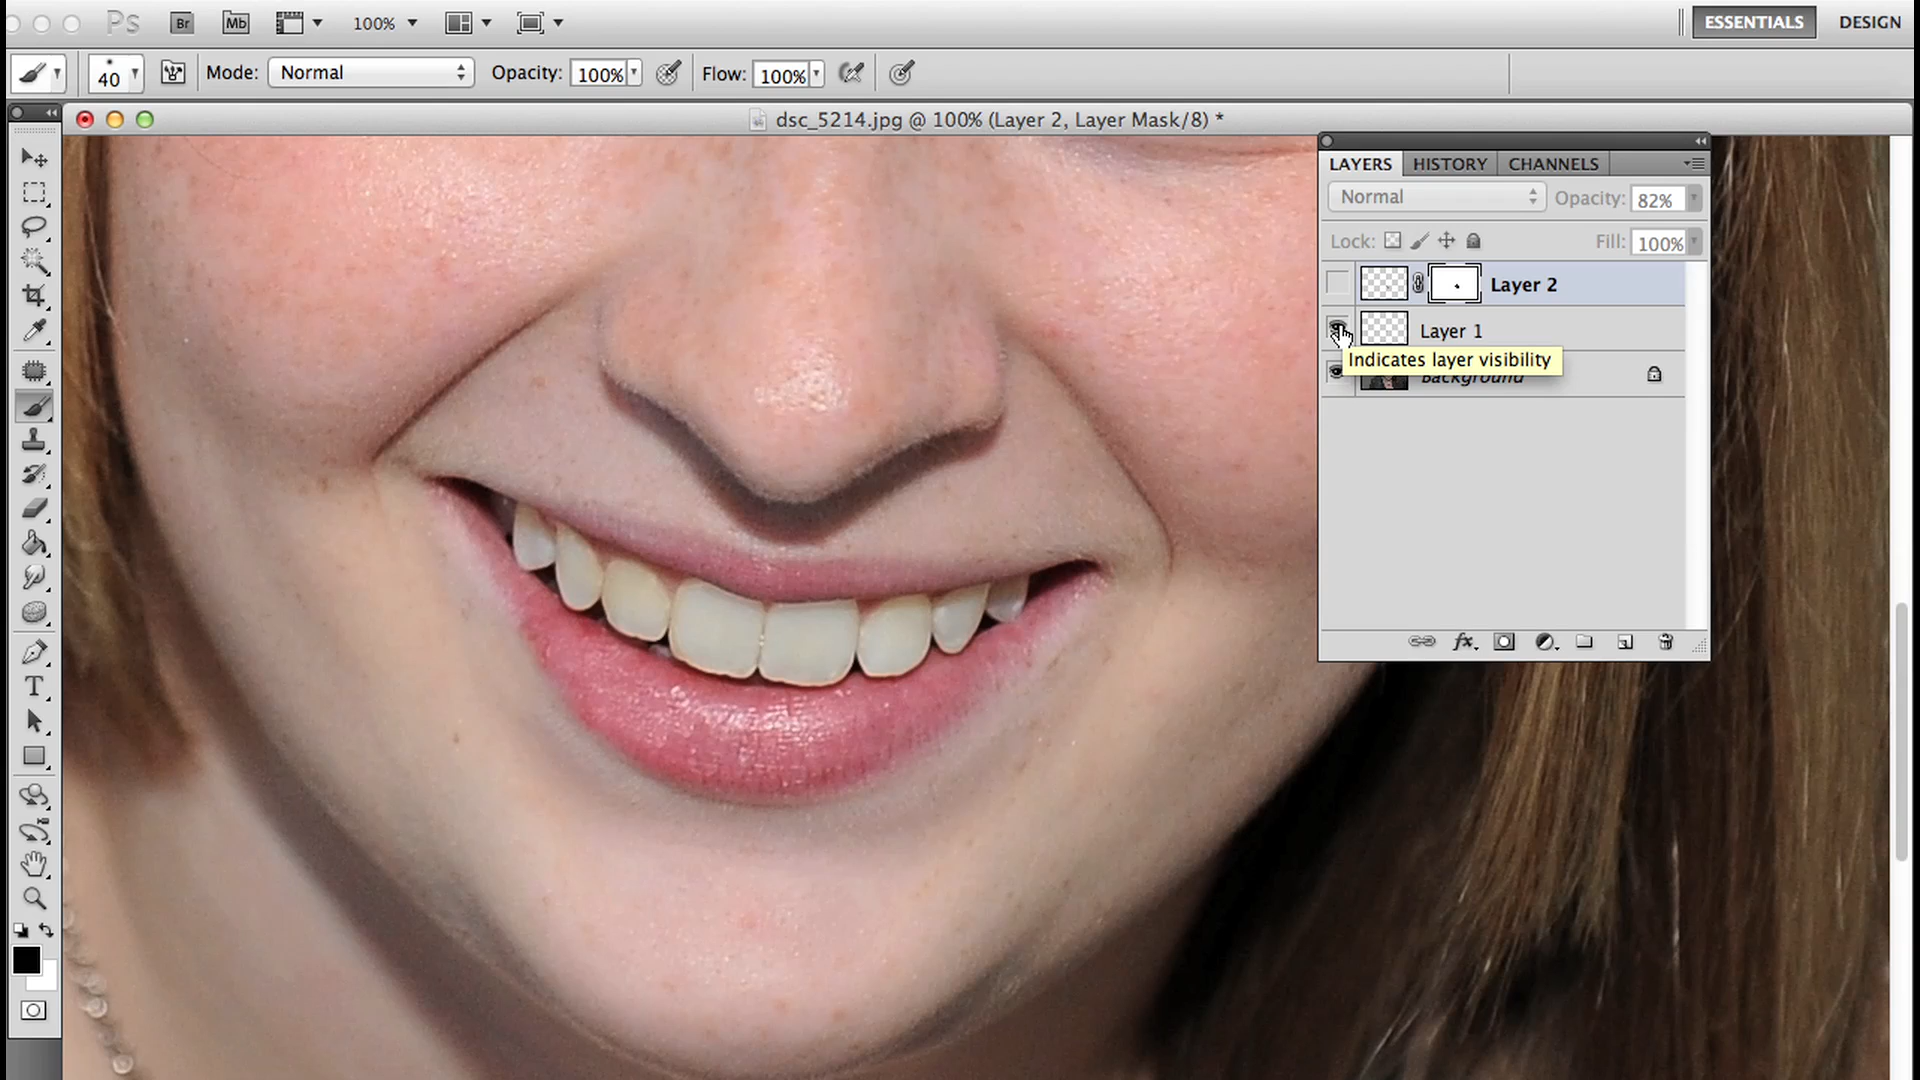 Ps Br Mb 100% ESSENTIALS DESIGN
40 Mode: Normal Opacity: 100% Flow: 100%
dsc_5214.jpg @ 100% (Layer 2, Layer Mask/8) *
LAYERS HISTORY CHANNELS
Normal Opacity: 82%
Lock: Fill: 100%
Layer 2
Layer 1
Indicates layer visibility
Background